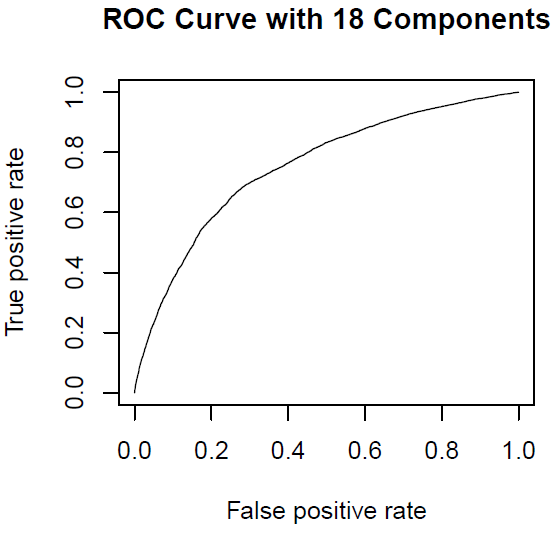 ROC Curve with 18 Components
True positive rate
1.0
0.8
0.6
0.4
0.2
0.0
0.0 0.2 0.4 0.6 0.8 1.0
False positive rate